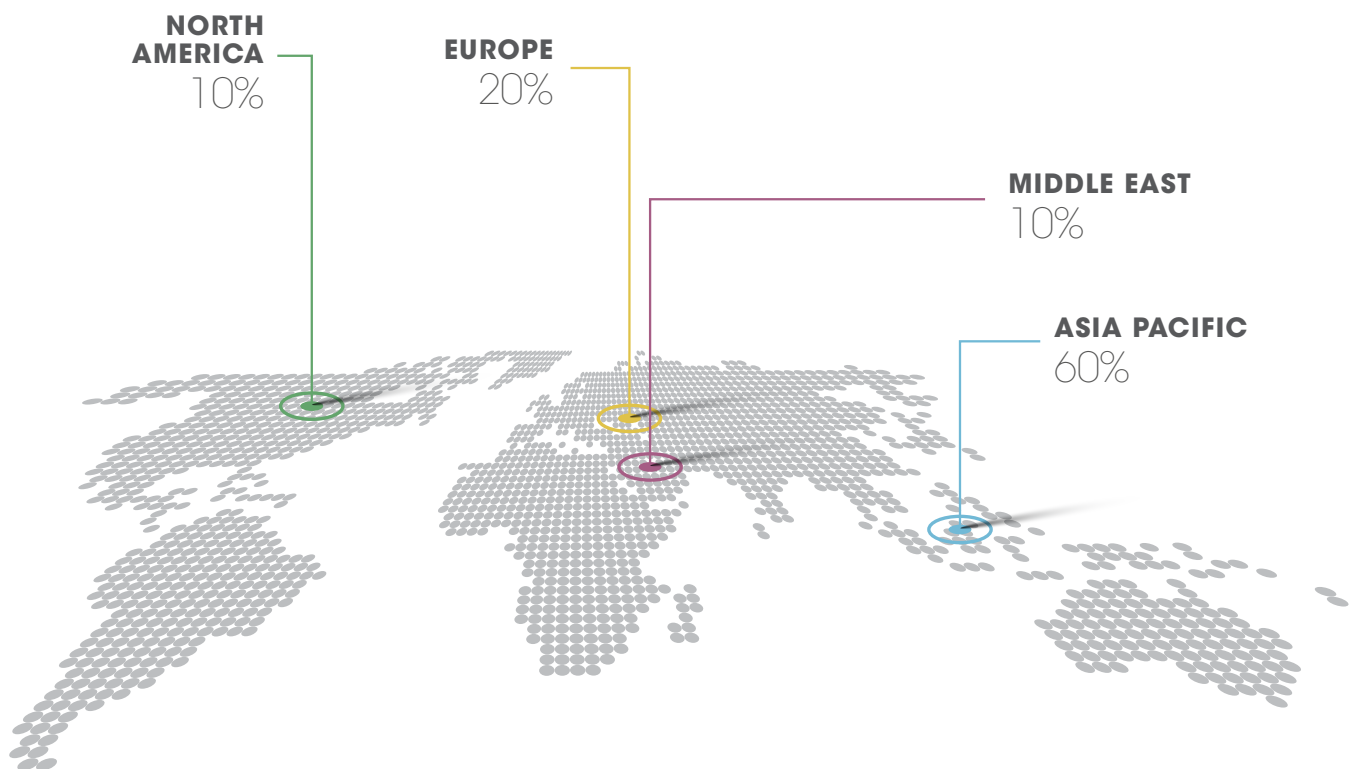 NORTH
AMERICA
10%
EUROPE
20%
MIDDLE EAST
10%
ASIA PACIFIC
60%